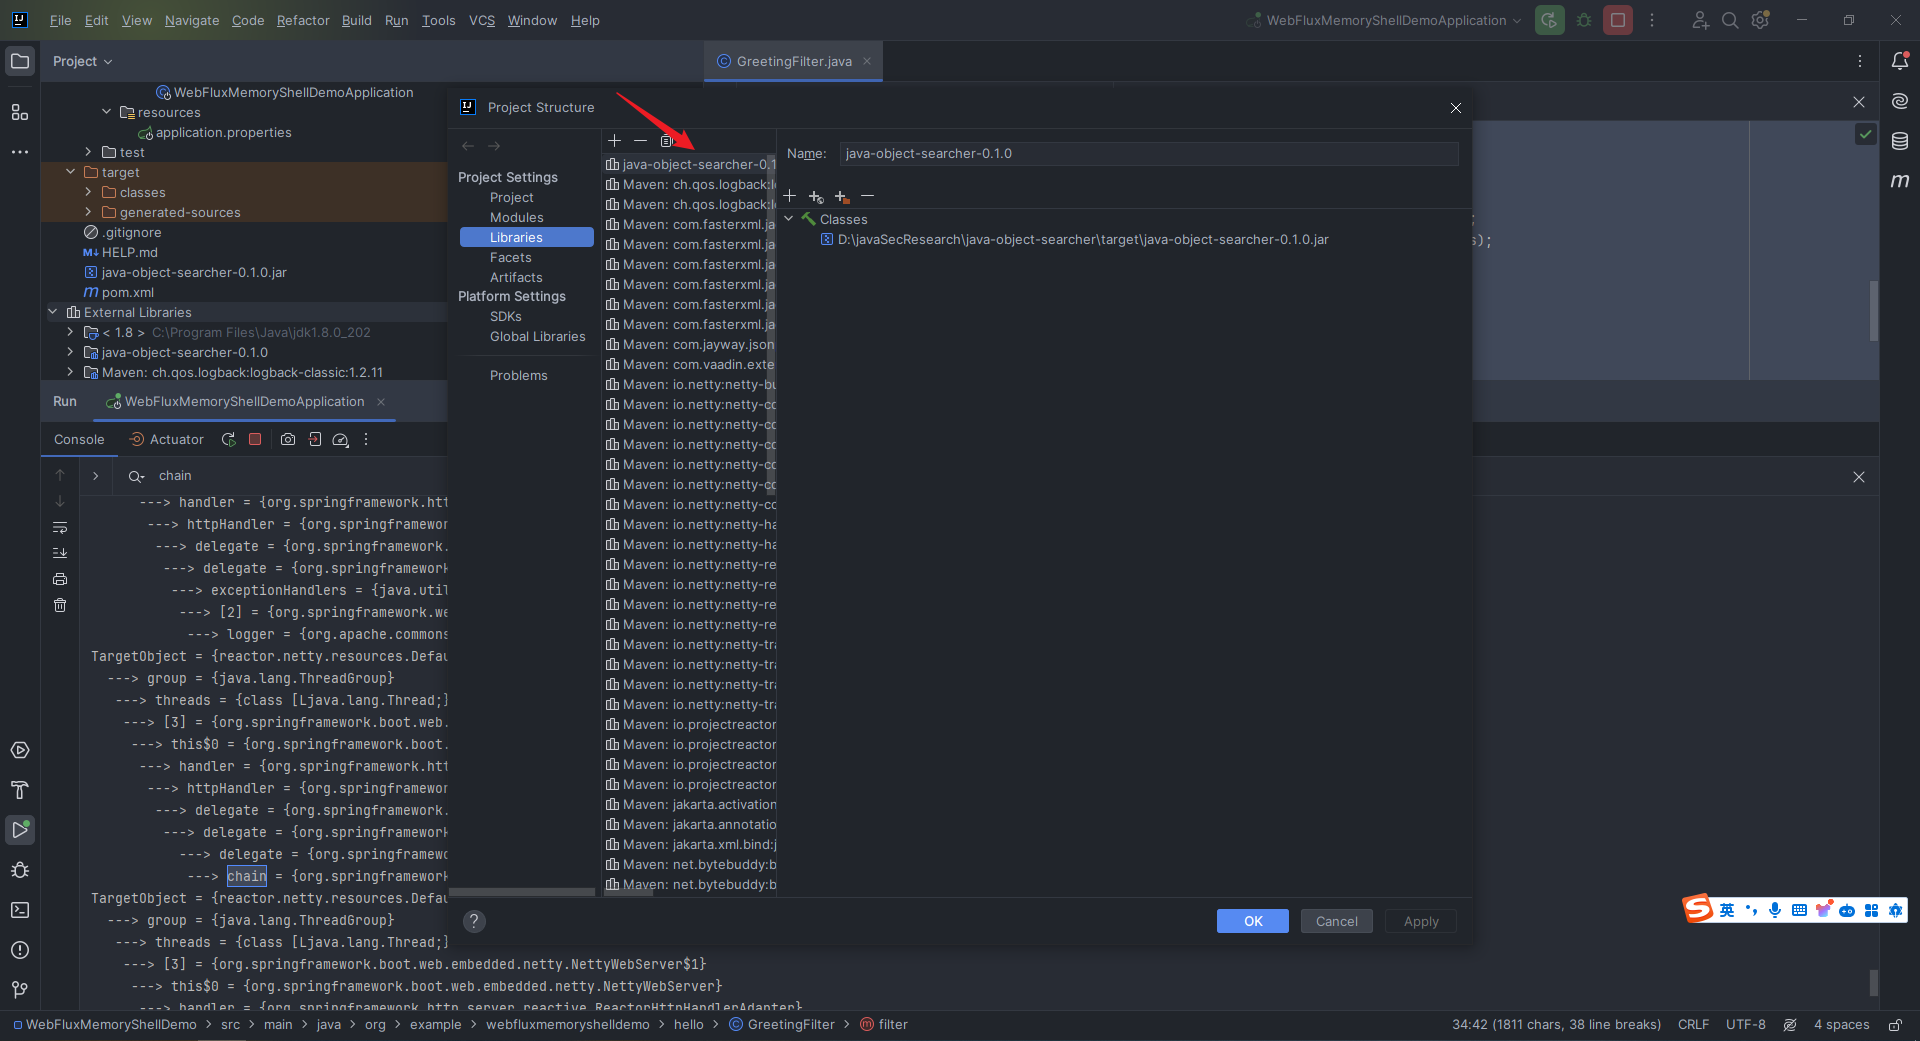 File Edit View Navigate Code Refactor Build Run Tools VCS Window Help
WebFluxMemoryShellDemoApplication
Project
GreetingFilter.java
WebFluxMemoryShellDemoApplication
resources
application.properties
test
target
classes
generated-sources
.gitignore
HELP.md
java-object-searcher-0.1.0.jar
pom.xml
External Libraries
< 1.8 > C:\Program Files\Java\jdk1.8.0_202
java-object-searcher-0.1.0
Maven: ch.qos.logback:logback-classic:1.2.11
Project Structure
Project Settings
Project
Modules
Libraries
Facets
Artifacts
Platform Settings
SDKs
Global Libraries
Problems
java-object-searcher-0.1
Maven: ch.qos.logback:l
Maven: ch.qos.logback:l
Maven: com.fasterxml.ja
Maven: com.fasterxml.ja
Maven: com.fasterxml.ja
Maven: com.fasterxml.ja
Maven: com.fasterxml.ja
Maven: com.fasterxml.ja
Maven: com.jayway.json
Maven: com.vaadin.exte
Maven: io.netty:netty-bu
Maven: io.netty:netty-co
Maven: io.netty:netty-co
Maven: io.netty:netty-co
Maven: io.netty:netty-co
Maven: io.netty:netty-co
Maven: io.netty:netty-co
Maven: io.netty:netty-ha
Maven: io.netty:netty-ha
Maven: io.netty:netty-re
Maven: io.netty:netty-re
Maven: io.netty:netty-re
Maven: io.netty:netty-re
Maven: io.netty:netty-tra
Maven: io.netty:netty-tra
Maven: io.netty:netty-tra
Maven: io.netty:netty-tra
Maven: io.projectreactor
Maven: io.projectreactor
Maven: io.projectreactor
Maven: io.projectreactor
Maven: jakarta.activation
Maven: jakarta.annotatio
Maven: jakarta.xml.bind:j
Maven: net.bytebuddy:b
Maven: net.bytebuddy:b
Name: java-object-searcher-0.1.0
Classes
D:\javaSecResearch\java-object-searcher\target\java-object-searcher-0.1.0.jar
;
s);
OK Cancel Apply
Run WebFluxMemoryShellDemoApplication
Console Actuator
chain
---> handler = {org.springframework.htt
---> httpHandler = {org.springframewor
---> delegate = {org.springframework.
---> delegate = {org.springframework
---> exceptionHandlers = {java.util
---> [2] = {org.springframework.we
---> logger = {org.apache.commons
TargetObject = {reactor.netty.resources.Defau
---> group = {java.lang.ThreadGroup}
---> threads = {class [Ljava.lang.Thread;}
---> [3] = {org.springframework.boot.web.
---> this$0 = {org.springframework.boot.
---> handler = {org.springframework.htt
---> httpHandler = {org.springframewor
---> delegate = {org.springframework.
---> delegate = {org.springframework
---> delegate = {org.springframewo
---> chain = {org.springframework
TargetObject = {reactor.netty.resources.Defau
---> group = {java.lang.ThreadGroup}
---> threads = {class [Ljava.lang.Thread;}
---> [3] = {org.springframework.boot.web.embedded.netty.NettyWebServer$1}
---> this$0 = {org.springframework.boot.web.embedded.netty.NettyWebServer}
---> handler = {org.springframework.http.server.reactive.ReactorHttpHandlerAdapter}
英
WebFluxMemoryShellDemo > src > main > java > org > example > webfluxmemoryshelldemo > hello > GreetingFilter > filter
34:42 (1811 chars, 38 line breaks) CRLF UTF-8 4 spaces